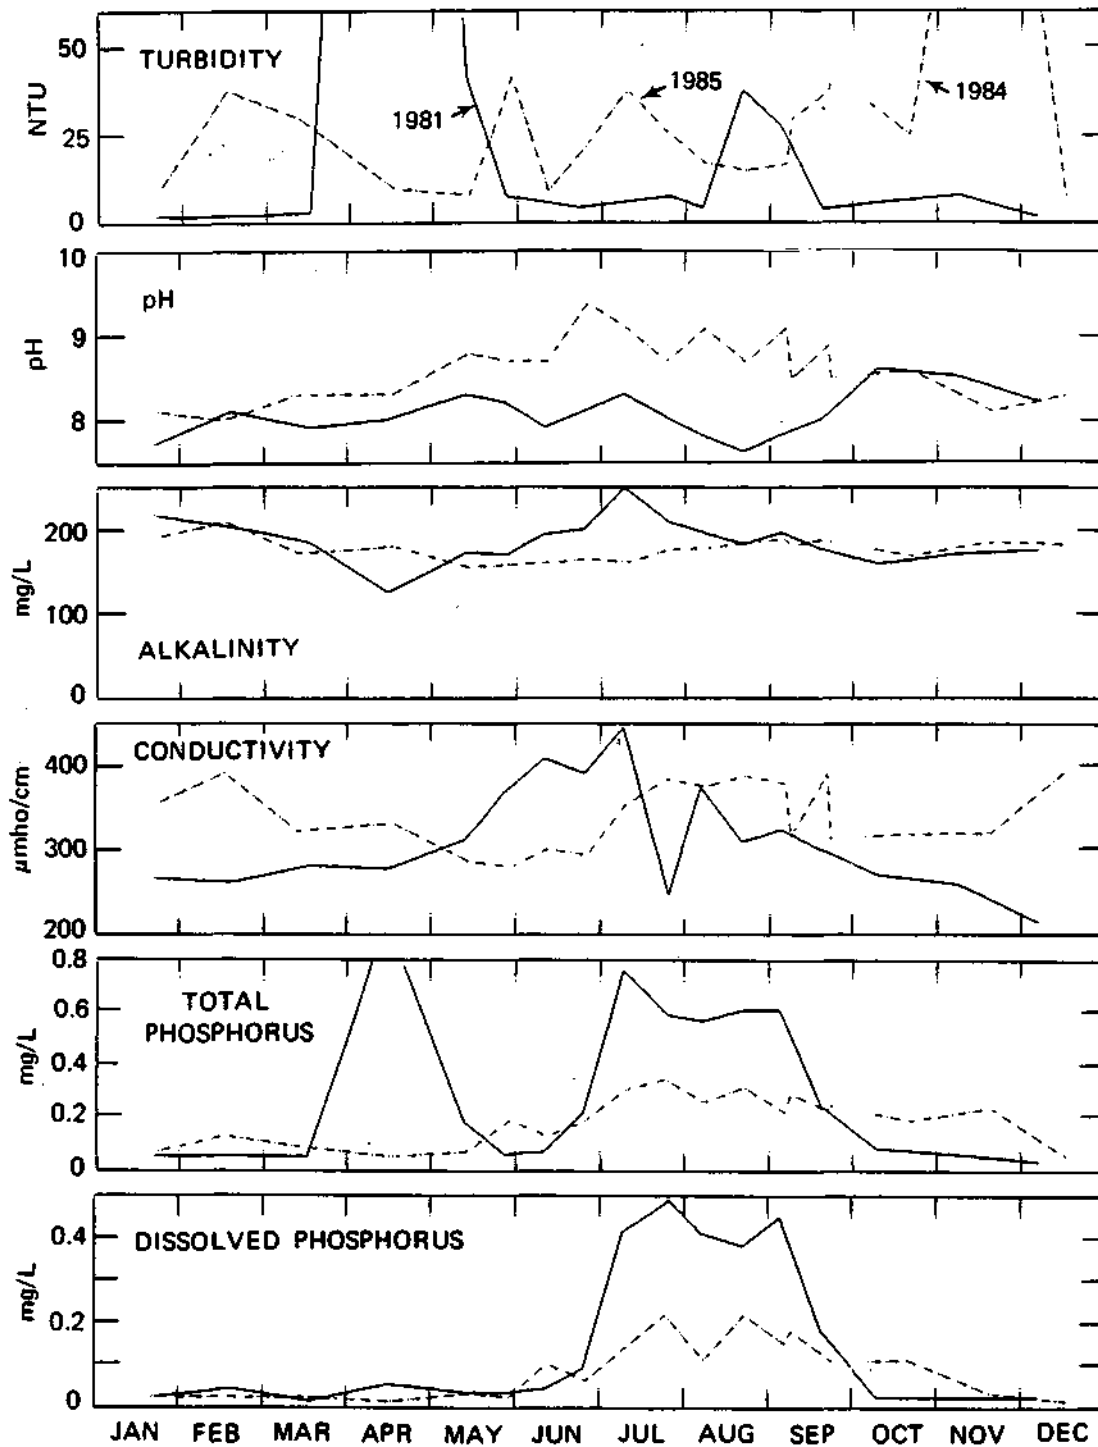 50
TURBIDITY
1985
1984
NTU
1981
25
0
10
pH
9
pH
8
200
mg/L
100
ALKALINITY
0
CONDUCTIVITY
400
µmho/cm
300
200
0.8
TOTAL
0.6
PHOSPHORUS
mg/L
0.4
0.2
0
DISSOLVED PHOSPHORUS
0.4
mg/L
0.2
0
JAN FEB MAR APR MAY JUN JUL AUG SEP OCT NOV DEC